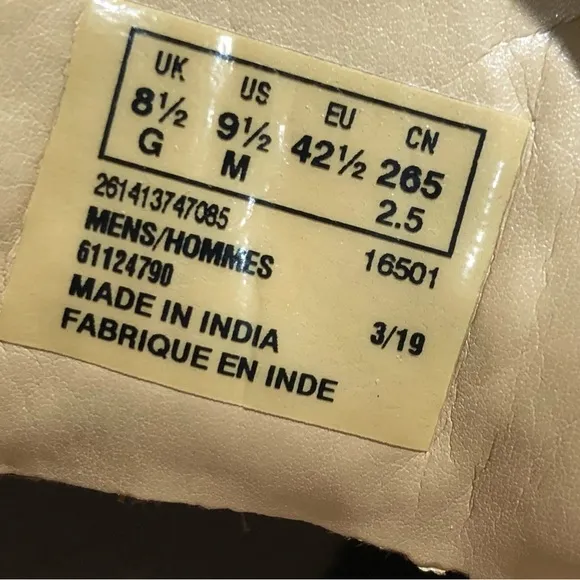 UK US EU CN
8½ 9½ 42½ 265
G M 2.5
261413747085
MENS/HOMMES 16501
61124790
MADE IN INDIA 3/19
FABRIQUE EN INDE